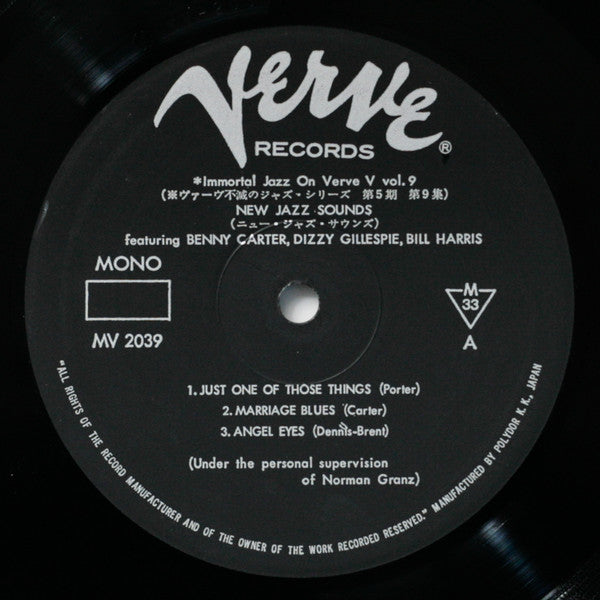 Verve
RECORDS ®
*Immortal Jazz On Verve V vol.9
(※ヴァーヴ不滅のジャズ・シリーズ 第5期 第9集)
NEW JAZZ SOUNDS
(ニュー・ジャズ・サウンズ)
featuring BENNY CARTER, DIZZY GILLESPIE, BILL HARRIS
MONO
MV 2039
M
33
A
1. JUST ONE OF THOSE THINGS (Porter)
2. MARRIAGE BLUES (Carter)
3. ANGEL EYES (Dennis-Brent)
(Under the personal supervision
of Norman Granz)
"ALL RIGHTS OF THE RECORD MANUFACTURER AND OF THE OWNER OF THE WORK RECORDED RESERVED." MANUFACTURED BY POLYDOR K. K., JAPAN